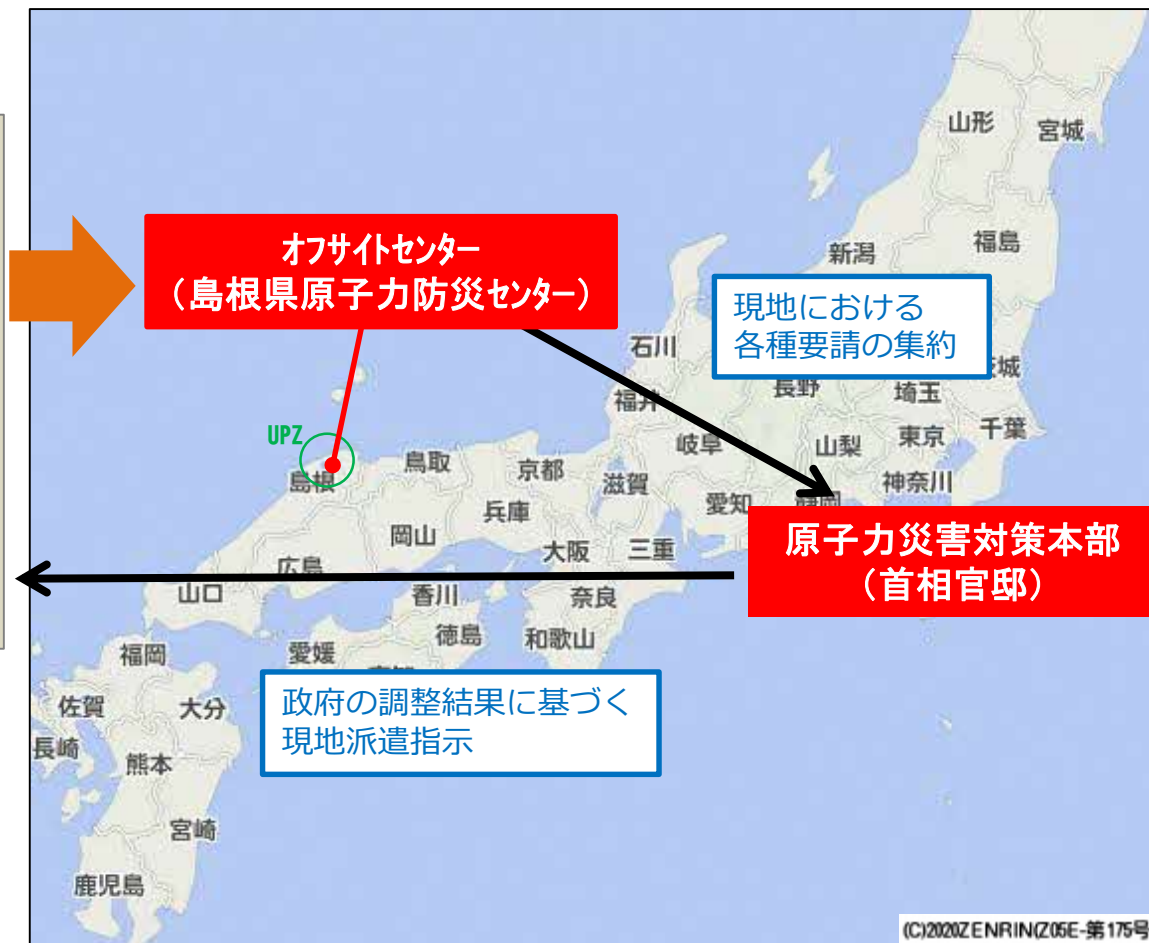 山形
宮城
オフサイトセンター
（島根県原子力防災センター）
新潟
福島
現地における
各種要請の集約
石川
城
福井
長野
埼玉
UPZ
岐阜
山梨
東京
千葉
島根
鳥取
京都
滋賀
愛知
静岡
神奈川
兵庫
岡山
大阪
三重
原子力災害対策本部
（首相官邸）
広島
山口
香川
奈良
徳島
和歌山
福岡
愛媛
政府の調整結果に基づく
現地派遣指示
佐賀
大分
長崎
熊本
宮崎
鹿児島
(C)2020ZENRIN(Z05E-第175号